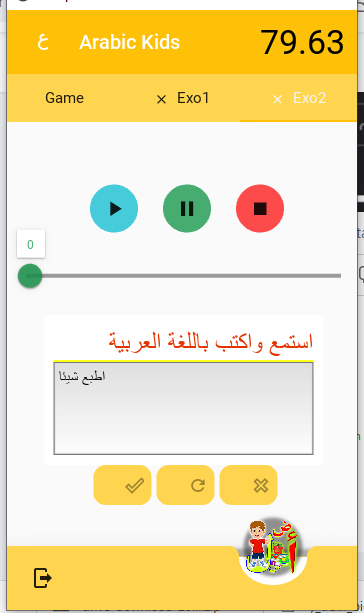 ع Arabic Kids 79.63
Game × Exo1 × Exo2
0
استمع واكتب باللغة العربية
اطبع شيئا